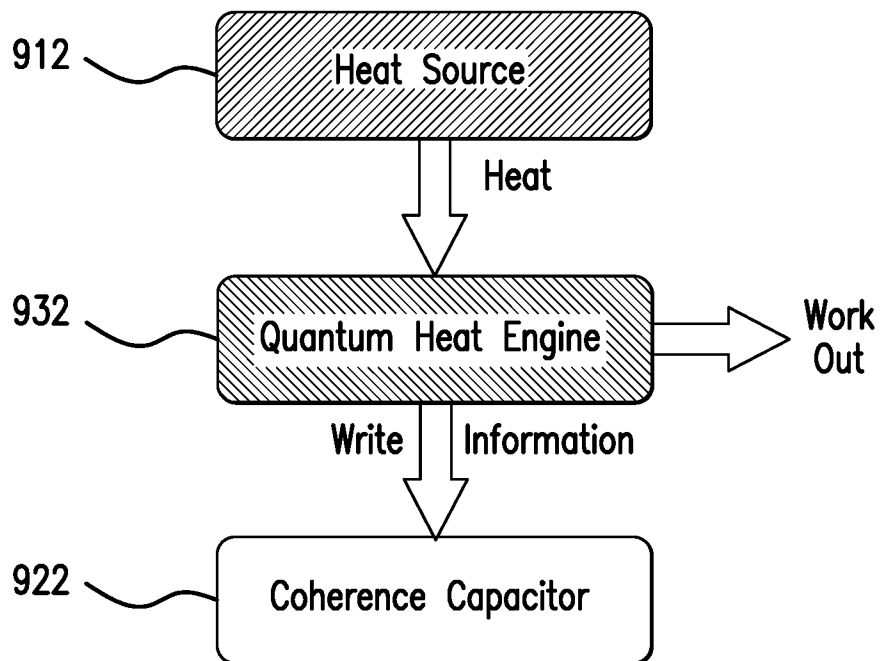 912
Heat Source
Heat
932
Quantum Heat Engine
Work
Out
Write Information
922
Coherence Capacitor